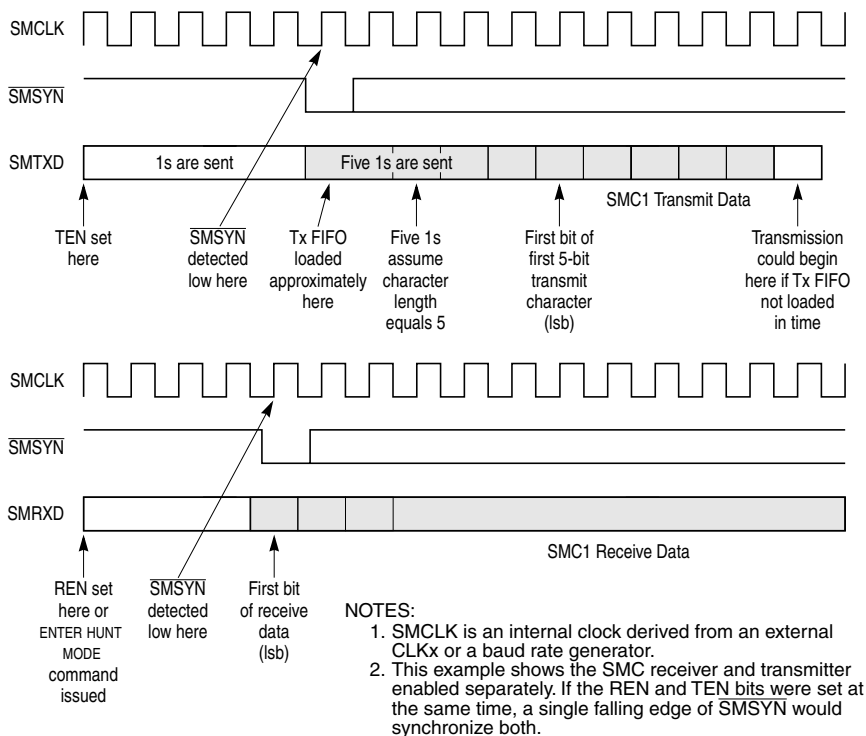 SMCLK
SMSYN
SMTXD
1s are sent
Five 1s are sent
SMC1 Transmit Data
TEN set
here
SMSYN
detected
low here
Tx FIFO
loaded
approximately
here
Five 1s
assume
character
length
equals 5
First bit of
first 5-bit
transmit
character
(lsb)
Transmission
could begin
here if Tx FIFO
not loaded
in time
SMCLK
SMSYN
SMRXD
SMC1 Receive Data
REN set
here or
ENTER HUNT
MODE
command
issued
SMSYN
detected
low here
First bit
of receive
data
(lsb)
NOTES:
1. SMCLK is an internal clock derived from an external
CLKx or a baud rate generator.
2. This example shows the SMC receiver and transmitter
enabled separately. If the REN and TEN bits were set at
the same time, a single falling edge of SMSYN would
synchronize both.